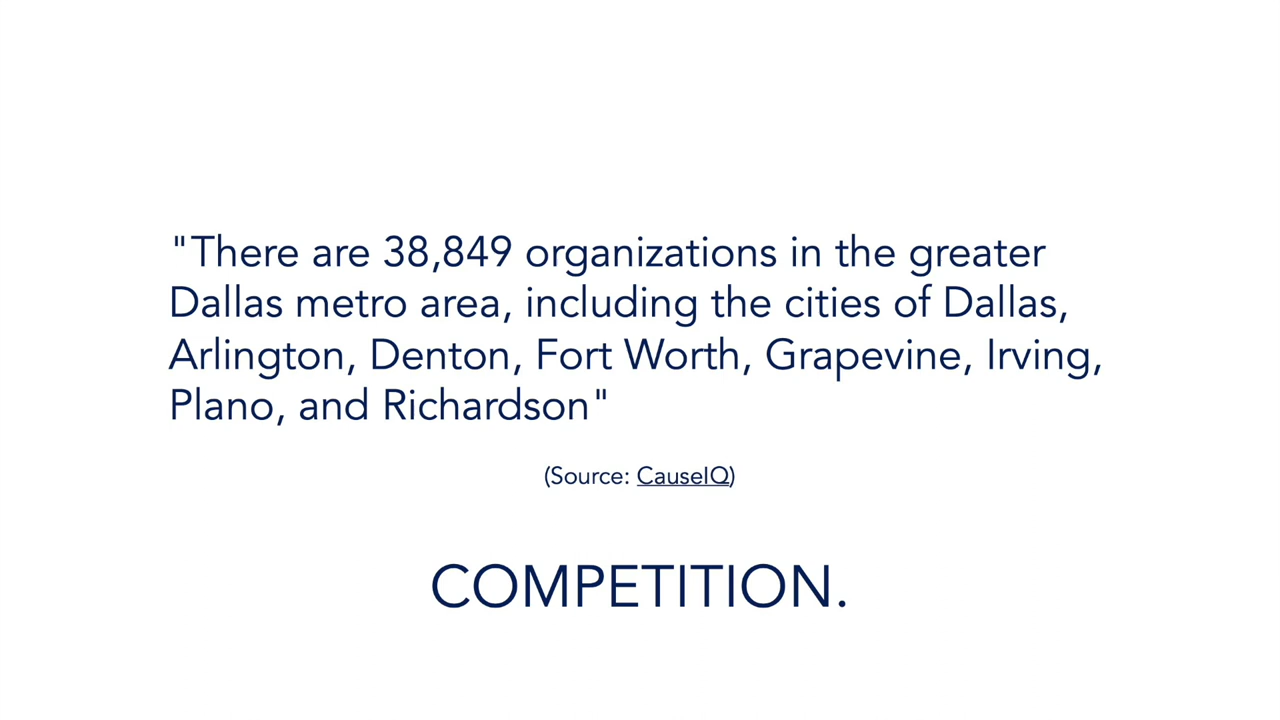 "There are 38,849 organizations in the greater
Dallas metro area, including the cities of Dallas,
Arlington, Denton, Fort Worth, Grapevine, Irving,
Plano, and Richardson"
(Source: CauseIQ)
COMPETITION.